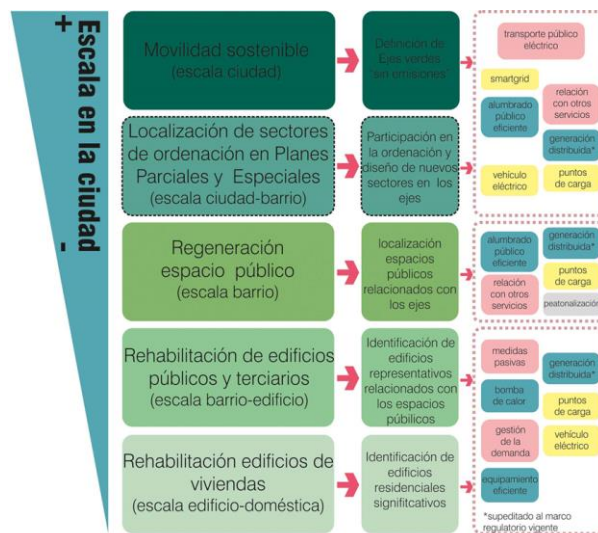 Escala en la ciudad
+
-
Movilidad sostenible
(escala ciudad)
Definición de
Ejes verdes
"sin emisiones"
Localización de sectores
de ordenación en Planes
Parciales y Especiales
(escala ciudad-barrio)
Participación en
la ordenación y
diseño de nuevos
sectores en los
ejes
transporte público
eléctrico
smartgrid
relación
con otros
servicios
alumbrado
público
eficiente
generación
distribuida*
vehículo
eléctrico
puntos
de carga
Regeneración
espacio público
(escala barrio)
localización
espacios
públicos
relacionados con
los ejes
alumbrado
público
eficiente
generación
distribuida*
puntos
de carga
relación
con otros
servicios
peatonalización
Rehabilitación de edificios
públicos y terciarios
(escala barrio-edificio)
Identificación de
edificios
representativos
relacionados con
los espacios
públicos
Rehabilitación edificios de
viviendas
(escala edificio-doméstica)
Identificación de
edificios
residenciales
signifitcativos
medidas
pasivas
generación
distribuida*
bomba
de calor
puntos
de carga
gestión
de la
demanda
vehículo
eléctrico
equipamiento
eficiente
*supeditado al marco
regulatorio vigente